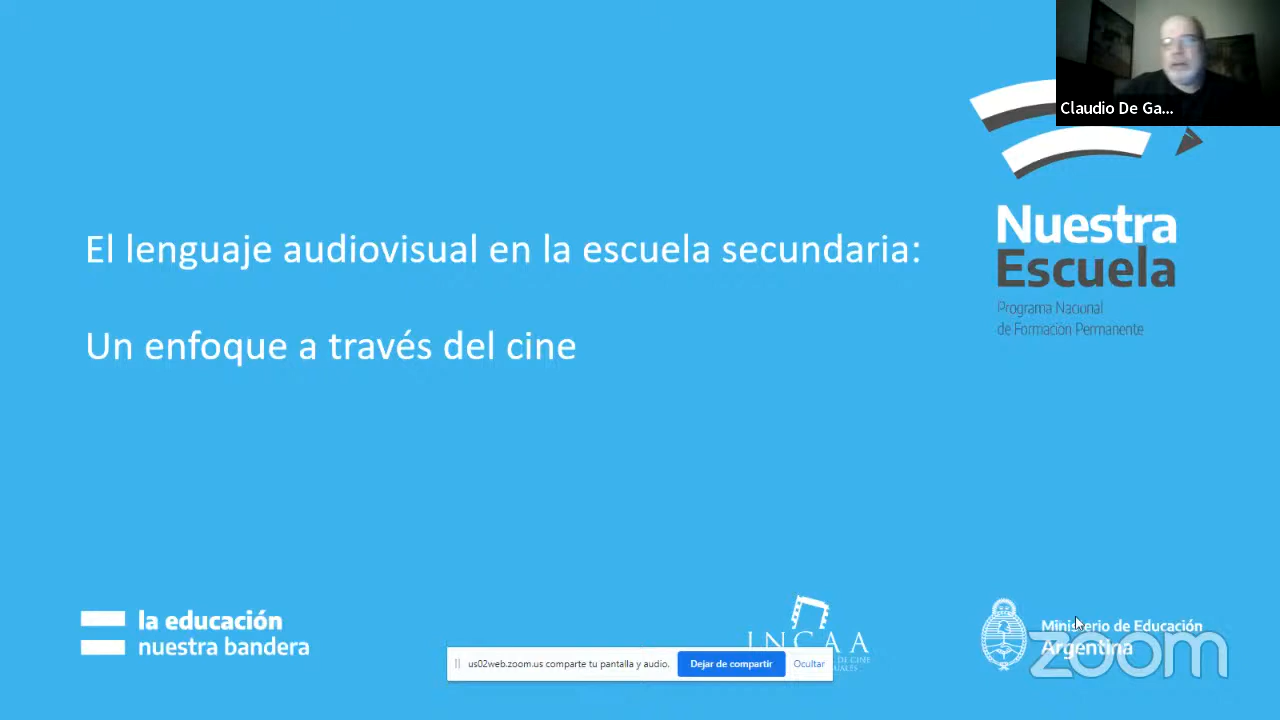 Claudio De Ga...
Nuestra
Escuela
Programa Nacional
de Formación Permanente
El lenguaje audiovisual en la escuela secundaria:
Un enfoque a través del cine
la educación
nuestra bandera
INCAA
DE CINE
us02web.zoom.us comparte tu pantalla y audio.
Dejar de compartir
Ocultar
Ministerio de Educación
Argentina
zoom